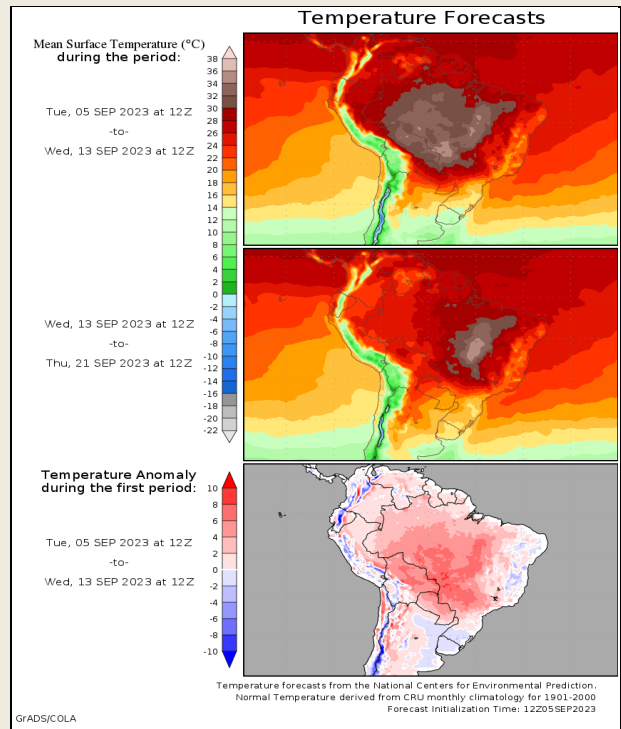 Temperature Forecasts
Mean Surface Temperature (°C)
during the period:
Tue, 05 SEP 2023 at 12Z
-to-
Wed, 13 SEP 2023 at 12Z
38
36
34
32
30
28
26
24
22
20
18
16
14
12
10
8
6
4
2
0
-2
-4
-6
-8
-10
-12
-14
-16
-18
-20
-22
Wed, 13 SEP 2023 at 12Z
-to-
Thu, 21 SEP 2023 at 12Z
Temperature Anomaly
during the first period:
Tue, 05 SEP 2023 at 12Z
-to-
Wed, 13 SEP 2023 at 12Z
10
8
6
4
2
0
-2
-4
-6
-8
-10
Temperature forecasts from the National Centers for Environmental Prediction.
Normal Temperature derived from CRU monthly climatology for 1901-2000
Forecast Initialization Time: 12Z05SEP2023
GrADS/COLA